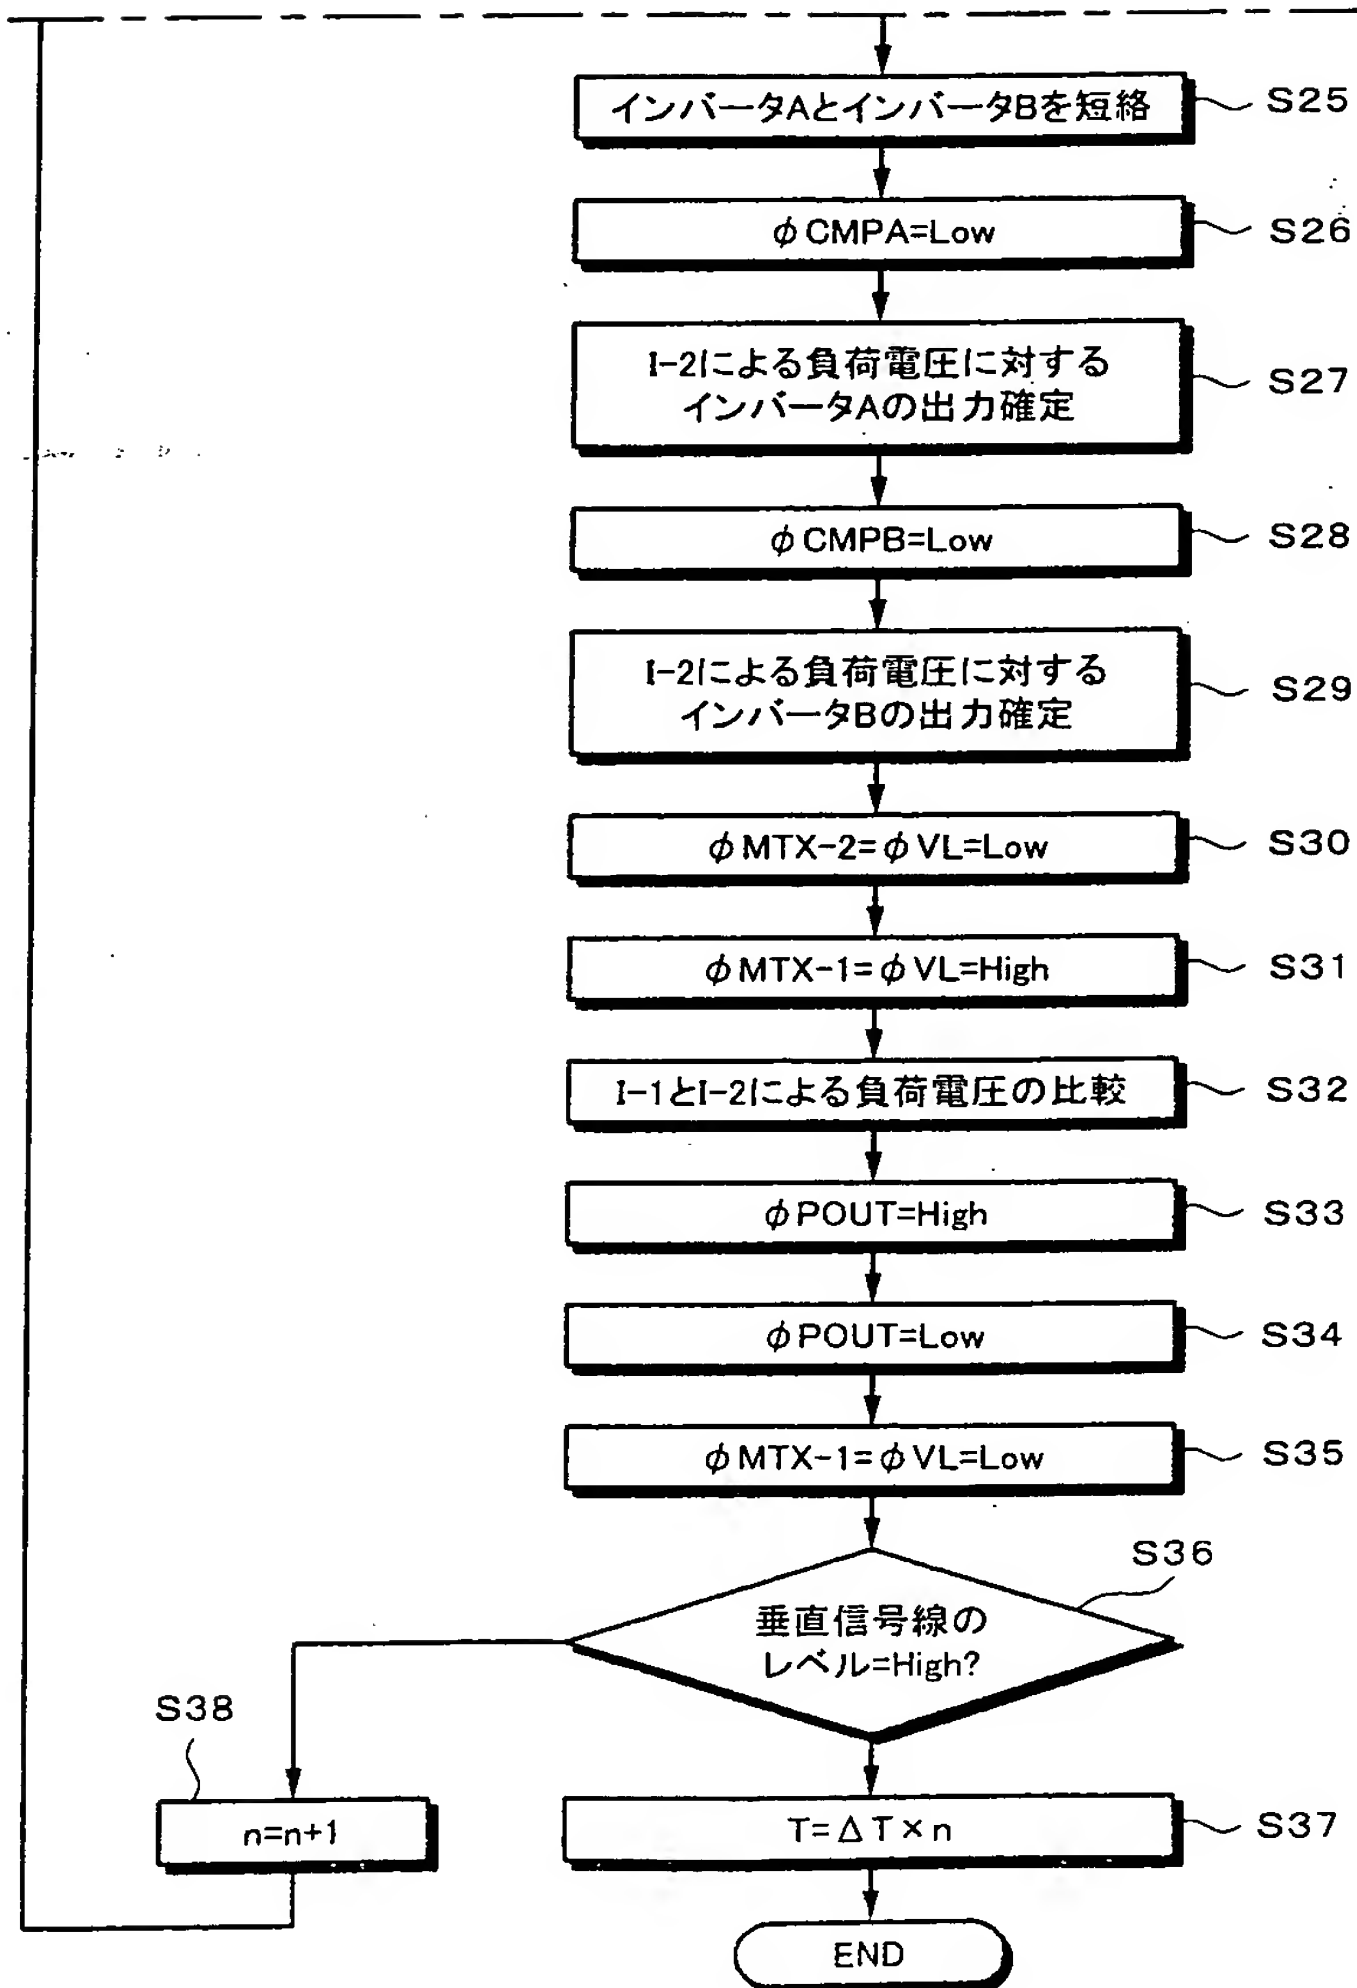 インバータAとインバータBを短絡
S25
φCMPA=Low
S26
I-2による負荷電圧に対する
インバータAの出力確定
S27
φCMPB=Low
S28
I-2による負荷電圧に対する
インバータBの出力確定
S29
φMTX-2=φVL=Low
S30
φMTX-1=φVL=High
S31
I-1とI-2による負荷電圧の比較
S32
φPOUT=High
S33
φPOUT=Low
S34
φMTX-1=φVL=Low
S35
S36
垂直信号線の
レベル=High?
S38
n=n+1
T=ΔT×n
S37
END